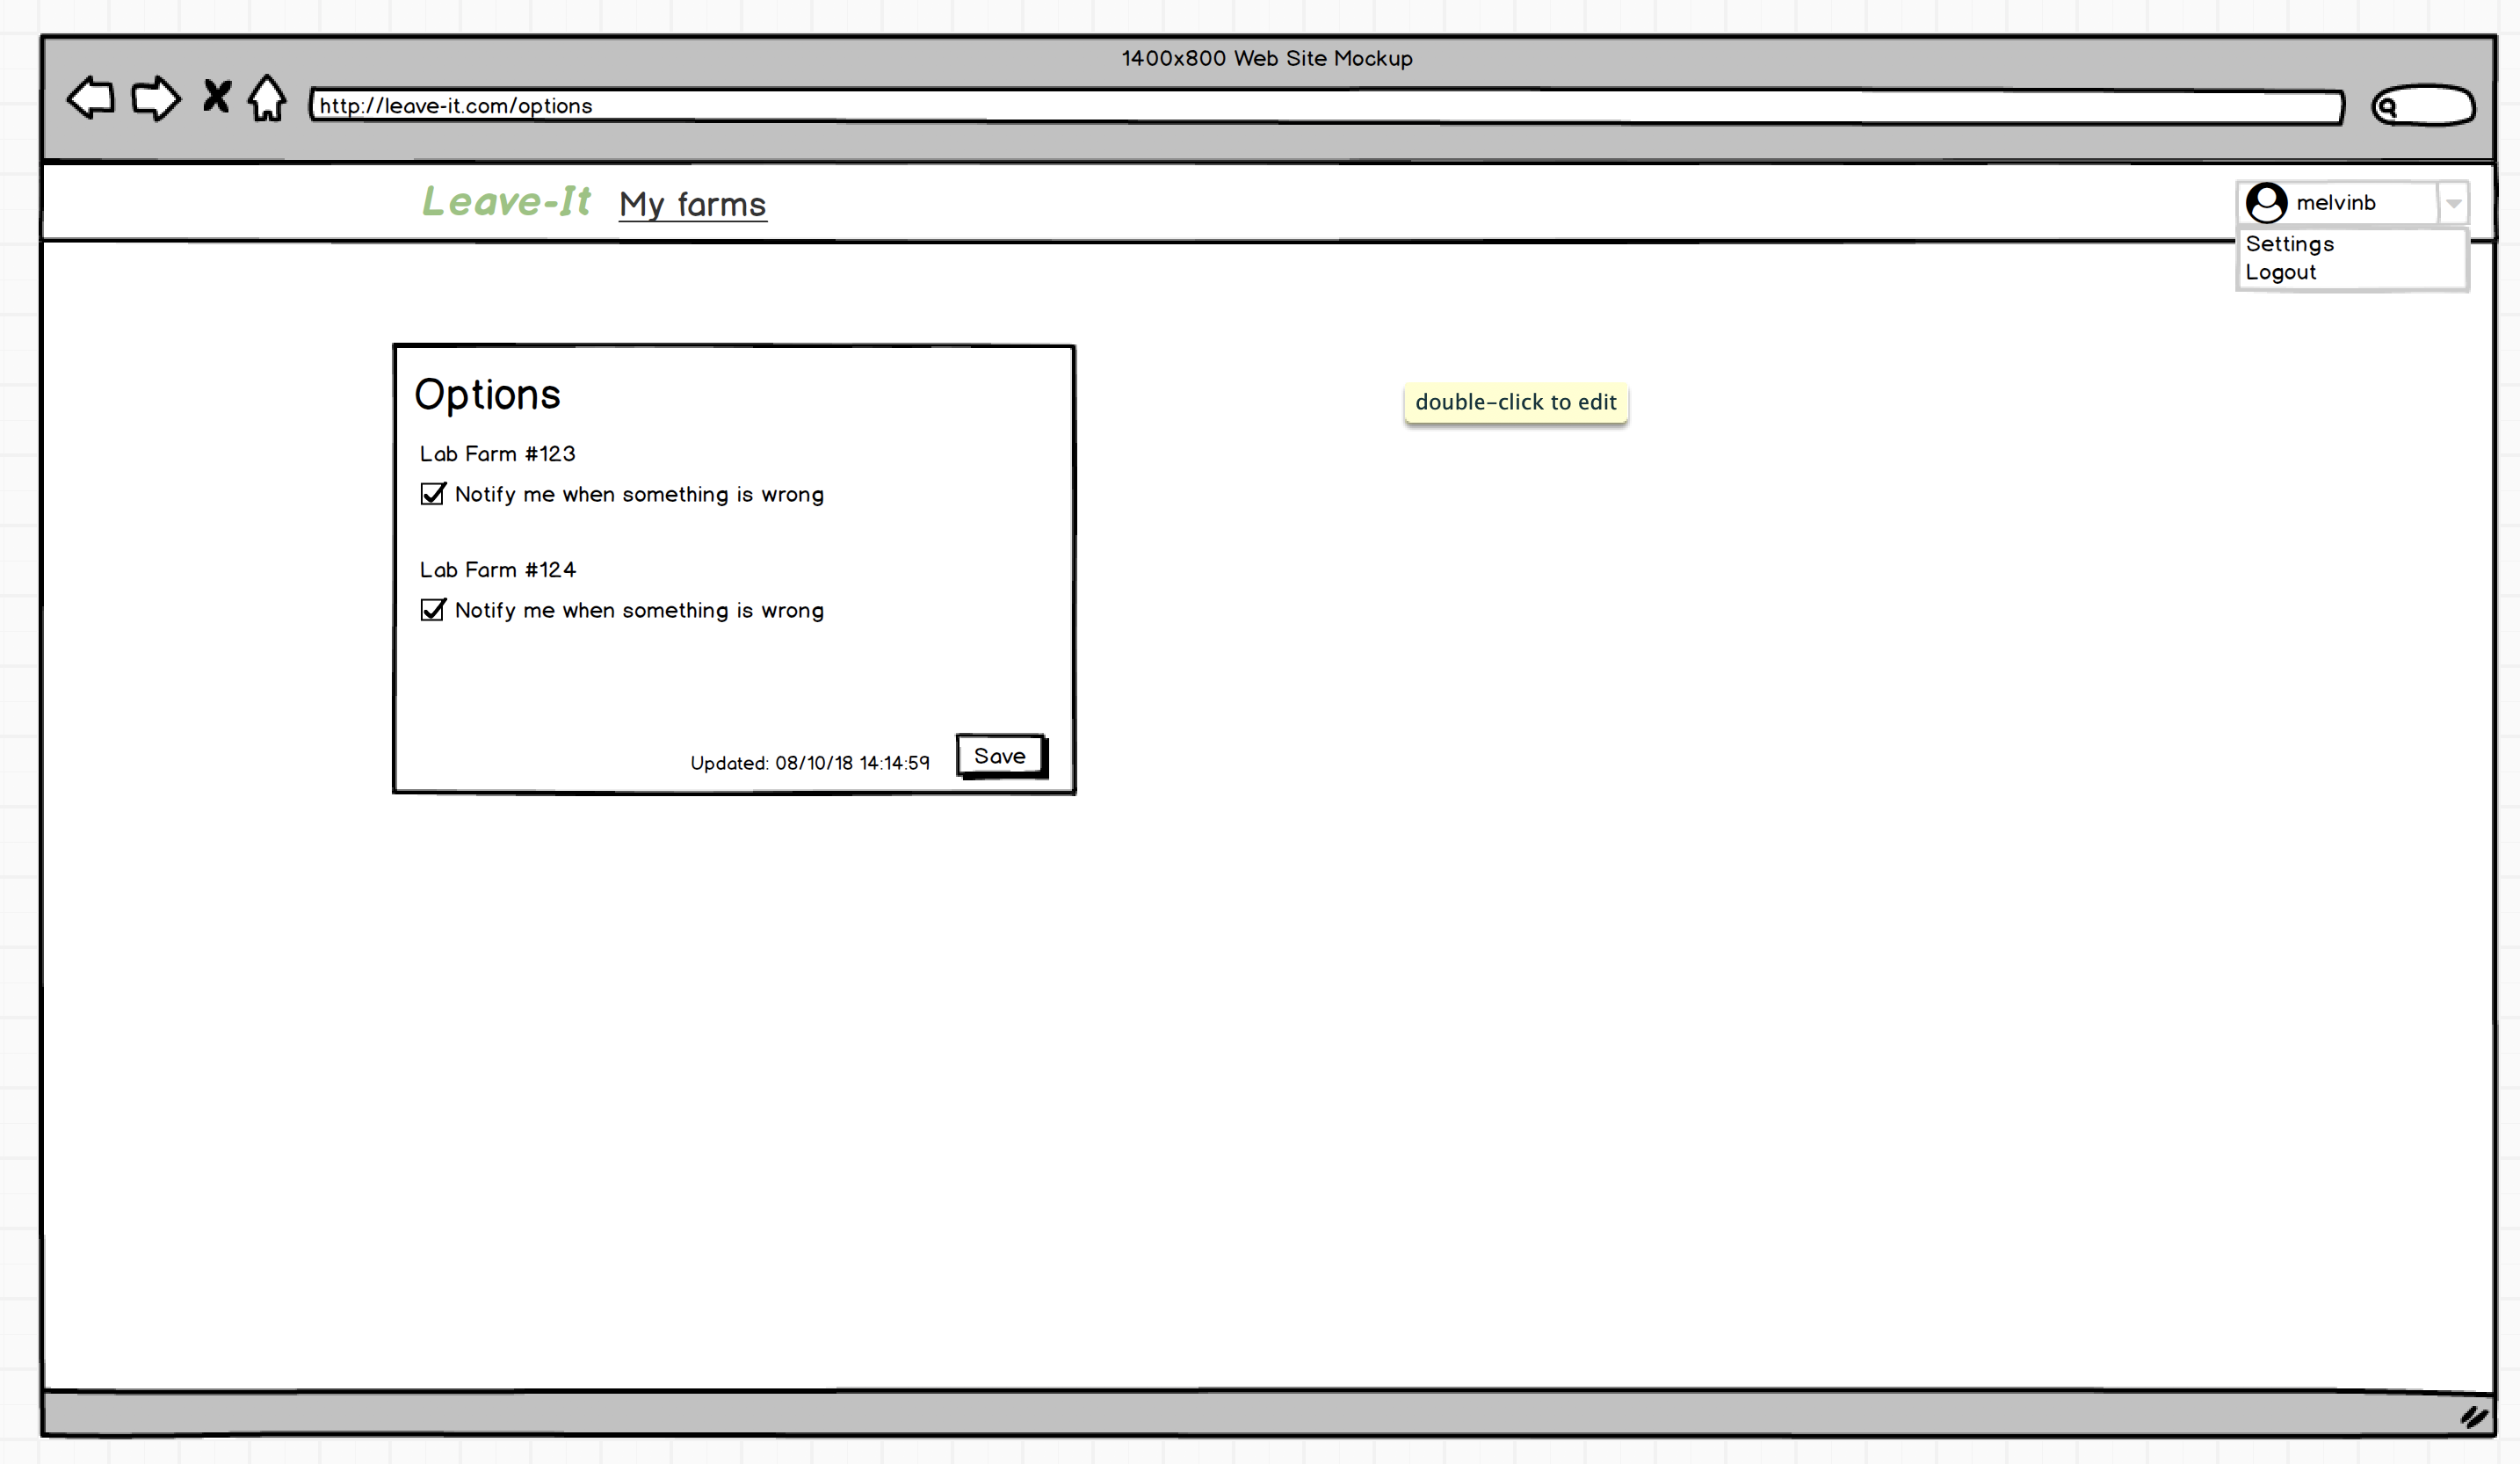 1400x800 Web Site Mockup
http://leave-it.com/options
Leave-It My farms
melvinb
Settings
Logout
Options
double-click to edit
Lab Farm #123
Notify me when something is wrong
Lab Farm #124
Notify me when something is wrong
Updated: 08/10/18 14:14:59
Save